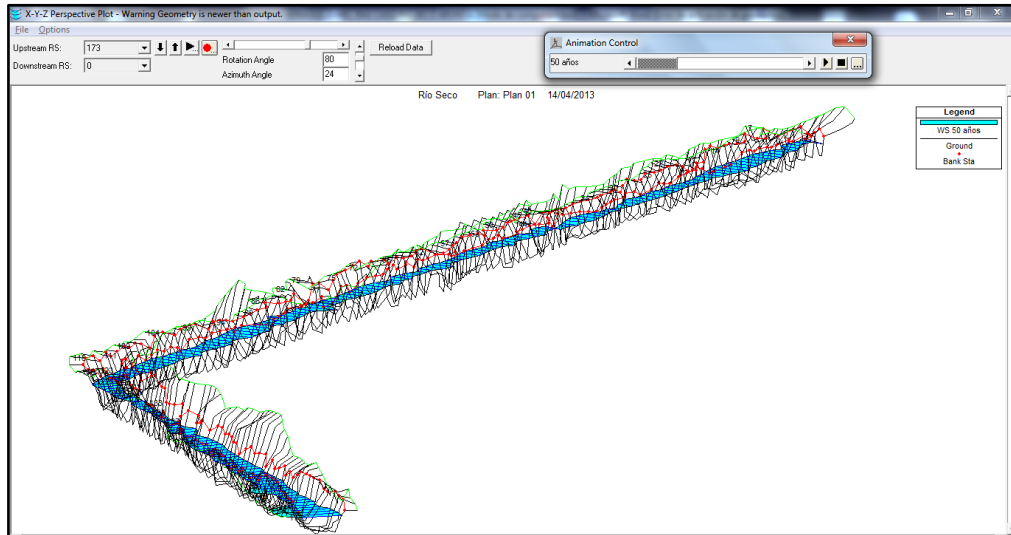 X-Y-Z Perspective Plot - Warning Geometry is newer than output.
File Options
Upstream RS: 173
Downstream RS: 0
Rotation Angle 80
Azimuth Angle 24
Reload Data
Animation Control
50 años
Río Seco Plan: Plan 01 14/04/2013
Legend
WS 50 años
Ground
Bank Sta